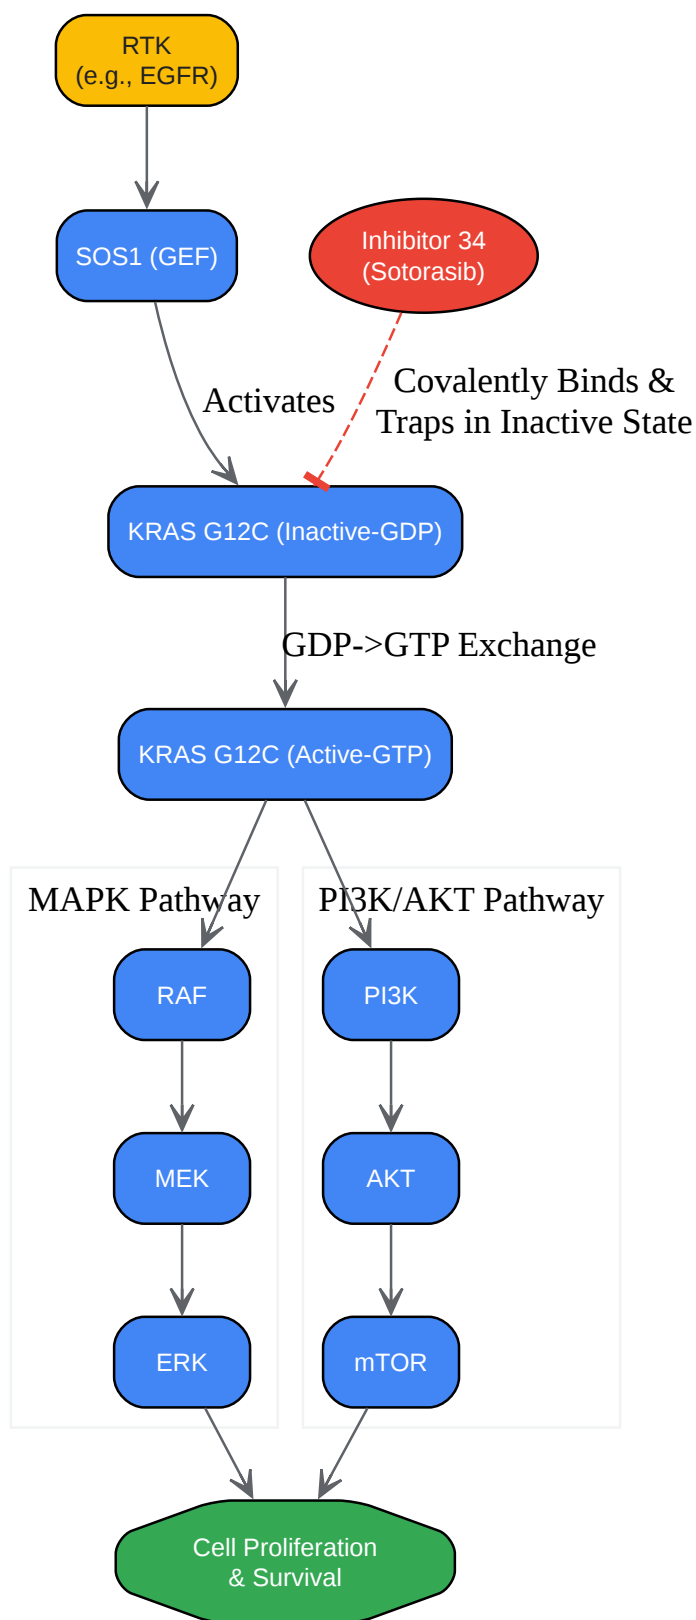 RTK
(e.g., EGFR)
SOS1 (GEF)
Inhibitor 34
(Sotorasib)
Activates
Covalently Binds &
Traps in Inactive State
KRAS G12C (Inactive-GDP)
GDP->GTP Exchange
KRAS G12C (Active-GTP)
MAPK Pathway
PI3K/AKT Pathway
RAF
PI3K
MEK
AKT
ERK
mTOR
Cell Proliferation
& Survival